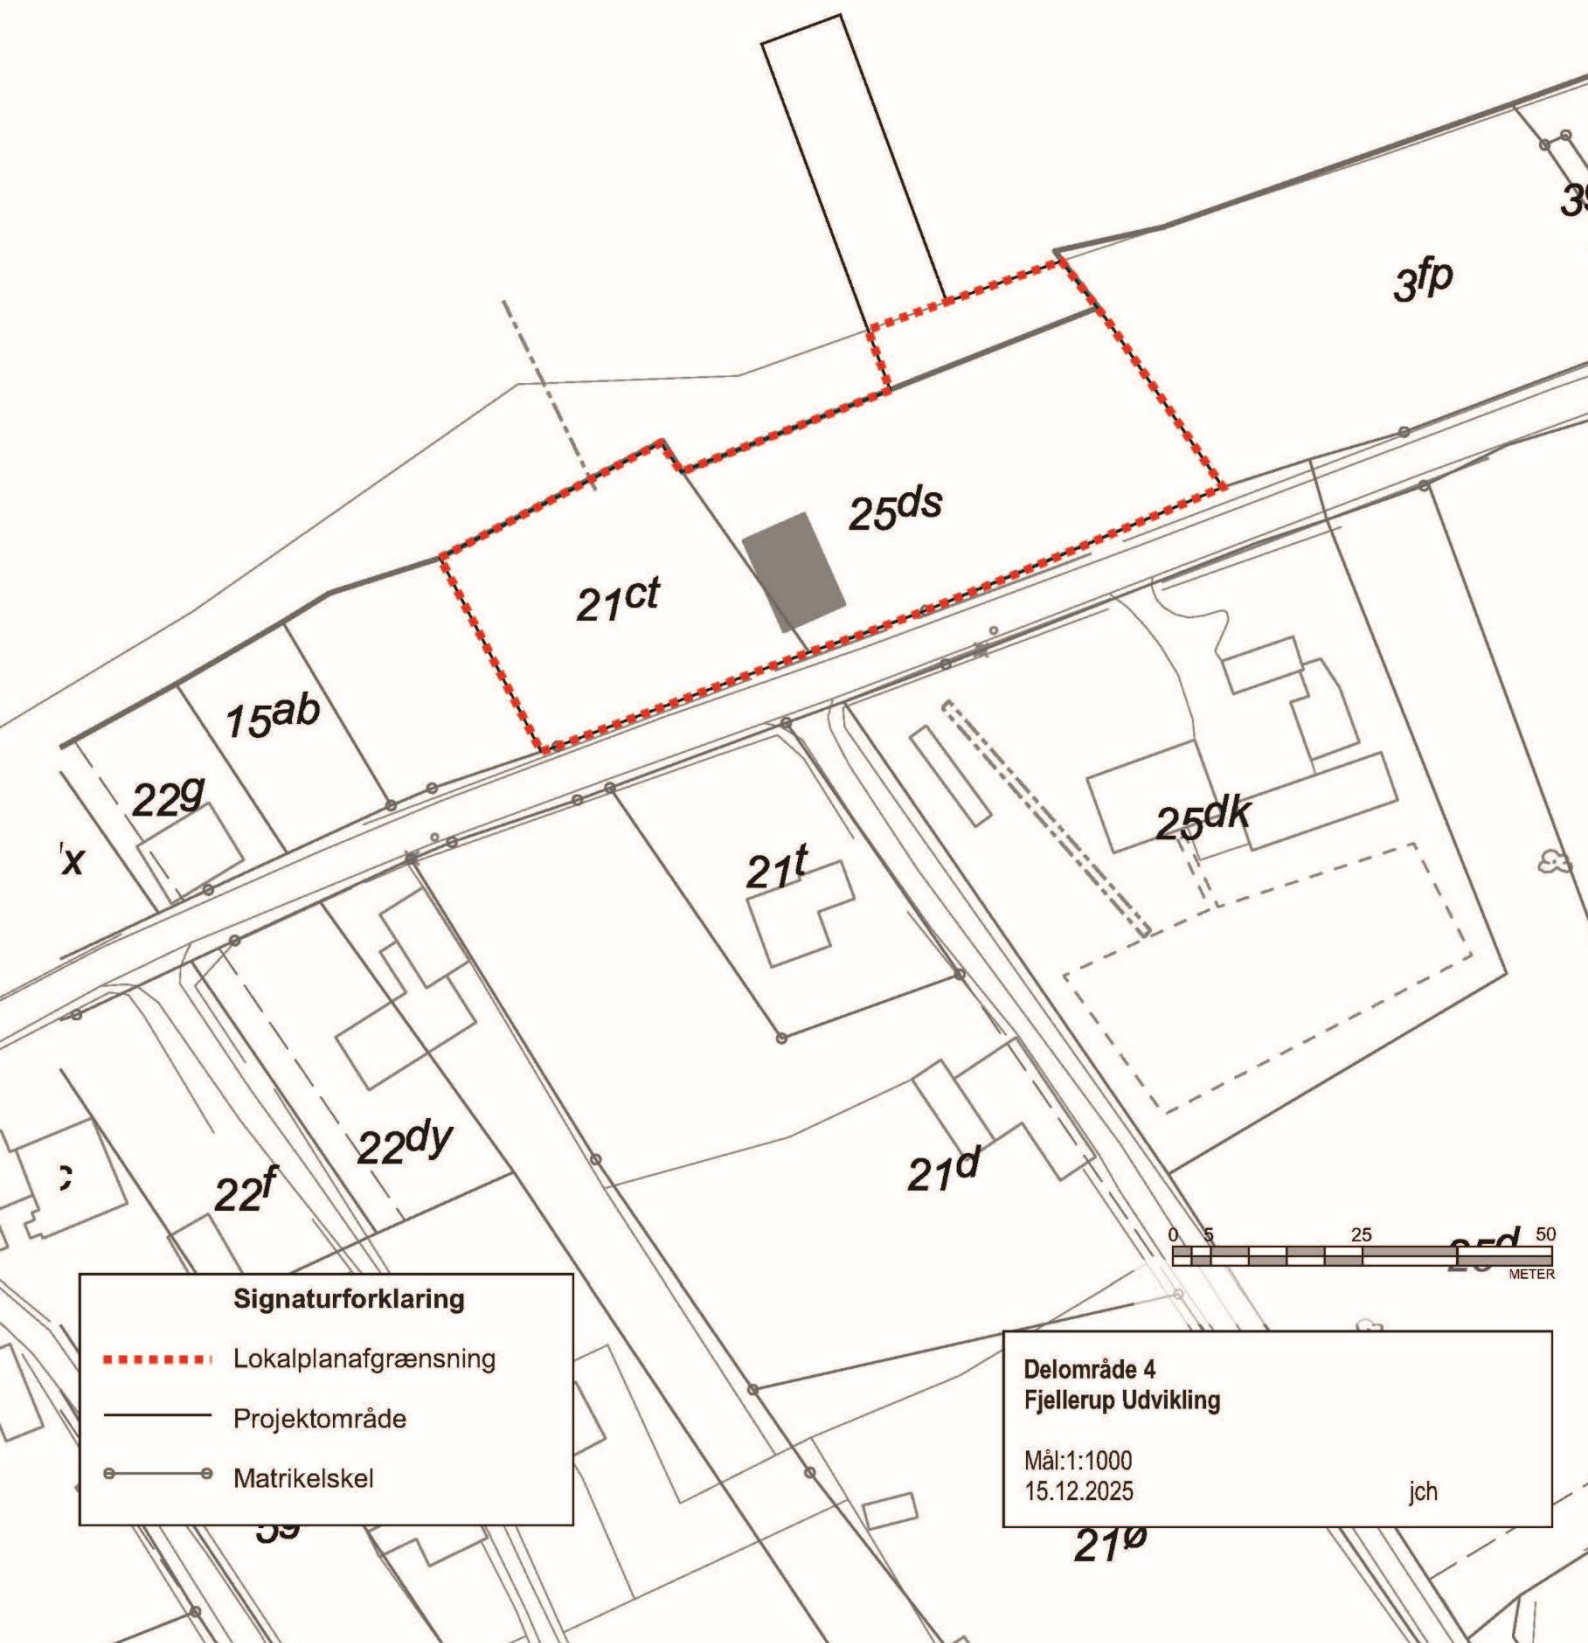 3fp
25ds
21ct
15ab
22g
25dk
21t
22dy
21d
22f
0 5 25 50
METER
Signaturforklaring
Lokalplanafgrænsning
Projektområde
Matrikelskel
Delområde 4
Fjellerup Udvikling
Mål:1:1000
15.12.2025 jch
21ø